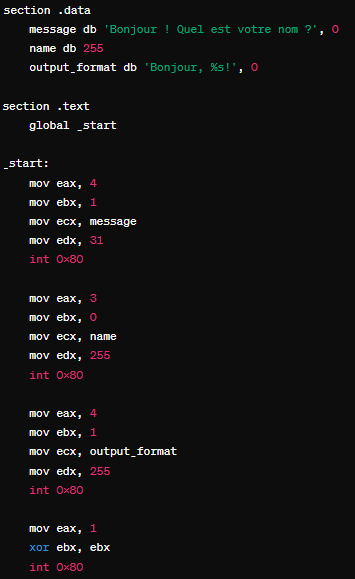 section .data
    message db 'Bonjour ! Quel est votre nom ?', 0
    name db 255
    output_format db 'Bonjour, %s!', 0

section .text
    global _start

_start:
    mov eax, 4
    mov ebx, 1
    mov ecx, message
    mov edx, 31
    int 0x80

    mov eax, 3
    mov ebx, 0
    mov ecx, name
    mov edx, 255
    int 0x80

    mov eax, 4
    mov ebx, 1
    mov ecx, output_format
    mov edx, 255
    int 0x80

    mov eax, 1
    xor ebx, ebx
    int 0x80